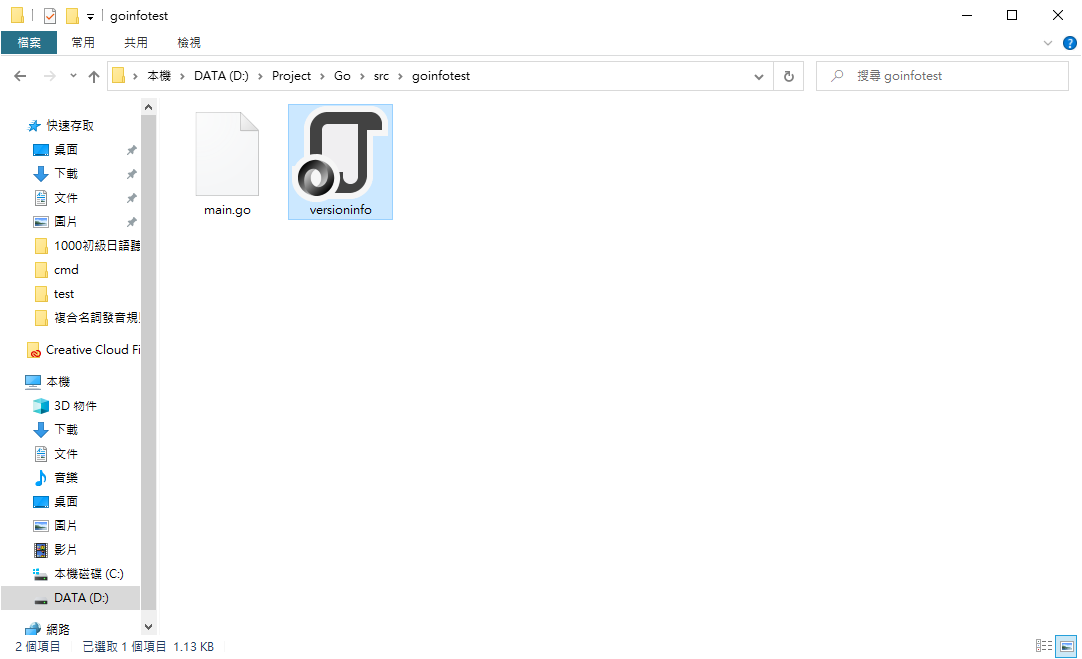 goinfotest
檔案 常用 共用 檢視
本機 DATA (D:) Project Go src goinfotest
搜尋 goinfotest
快速存取
桌面
下載
文件
圖片
1000初級日語聽
cmd
test
複合名詞發音規
Creative Cloud Fi
本機
3D 物件
下載
文件
音樂
桌面
圖片
影片
本機磁碟 (C:)
DATA (D:)
網路
main.go
versioninfo
2 個項目 已選取 1 個項目 1.13 KB